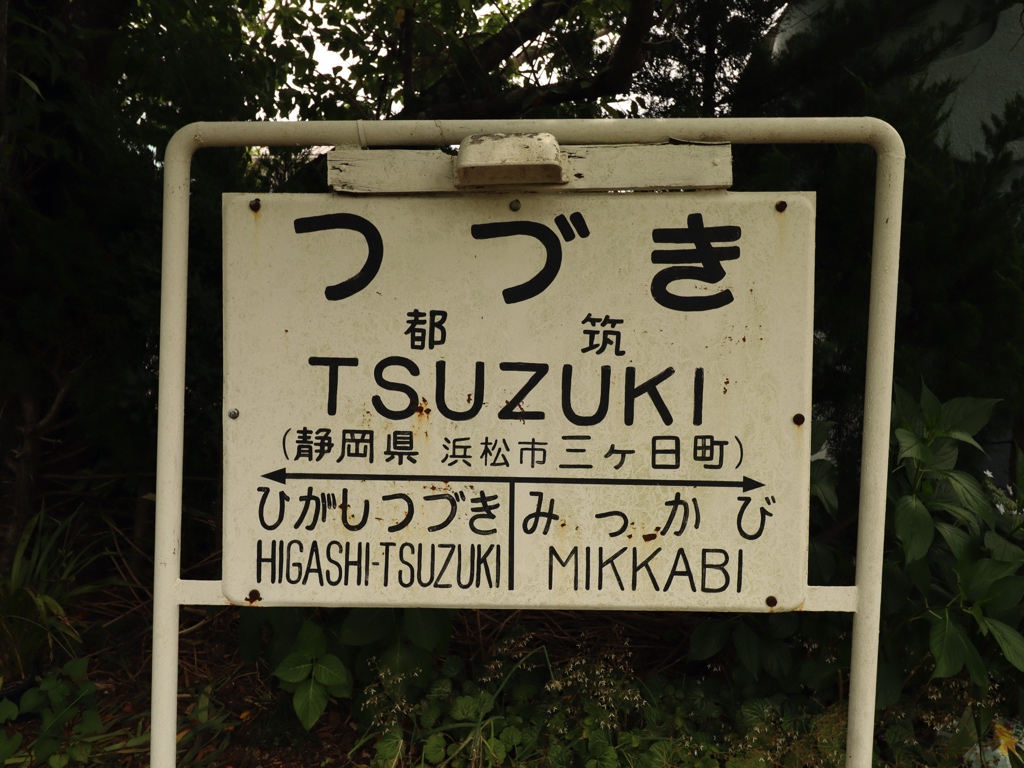 つづき
都筑
TSUZUKI
(静岡県 浜松市 三ヶ日町)
ひがしつづき みっかび
HIGASHI-TSUZUKI MIKKABI